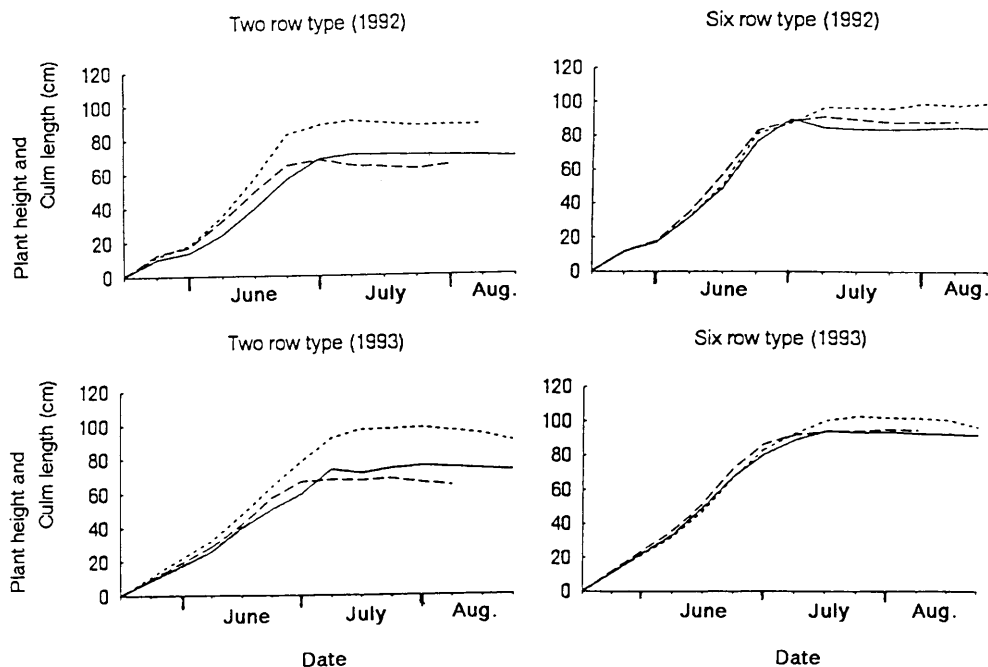 Two row type (1992)
Six row type (1992)
Plant height and
Culm length (cm)
120
100
80
60
40
20
0
June
July
Aug.
120
100
80
60
40
20
0
June
July
Aug.
Two row type (1993)
Six row type (1993)
Plant height and
Culm length (cm)
120
100
80
60
40
20
0
June
July
Aug.
120
100
80
60
40
20
0
June
July
Aug.
Date
Date